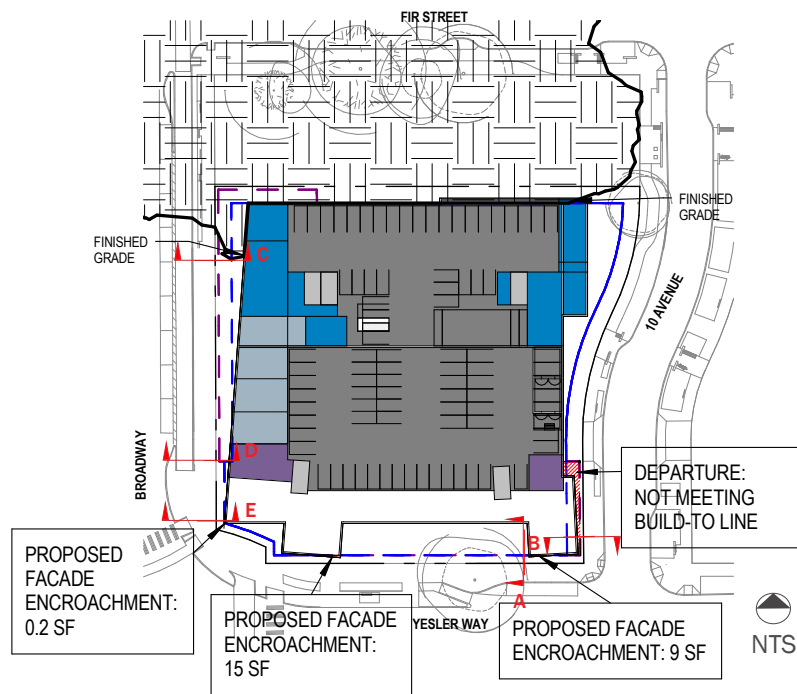 FIR STREET
FINISHED
GRADE
FINISHED
GRADE
C
10 AVENUE
BROADWAY
D
DEPARTURE:
NOT MEETING
BUILD-TO LINE
E
B
PROPOSED
FACADE
ENCROACHMENT:
0.2 SF
A
PROPOSED FACADE
ENCROACHMENT:
15 SF
YESLER WAY
PROPOSED FACADE
ENCROACHMENT: 9 SF
NTS